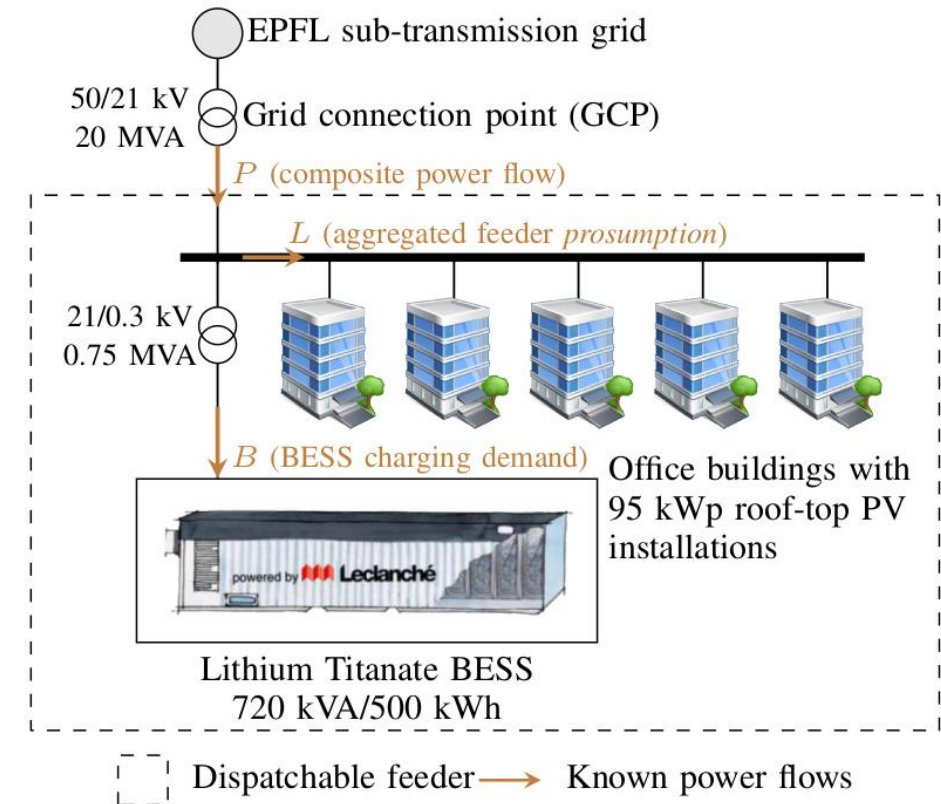 EPFL sub-transmission grid
50/21 kV
20 MVA
Grid connection point (GCP)
P (composite power flow)
L (aggregated feeder prosumption)
21/0.3 kV
0.75 MVA
B (BESS charging demand)
Office buildings with
95 kWp roof-top PV
installations
powered by Leclanché
Lithium Titanate BESS
720 kVA/500 kWh
Dispatchable feeder
Known power flows